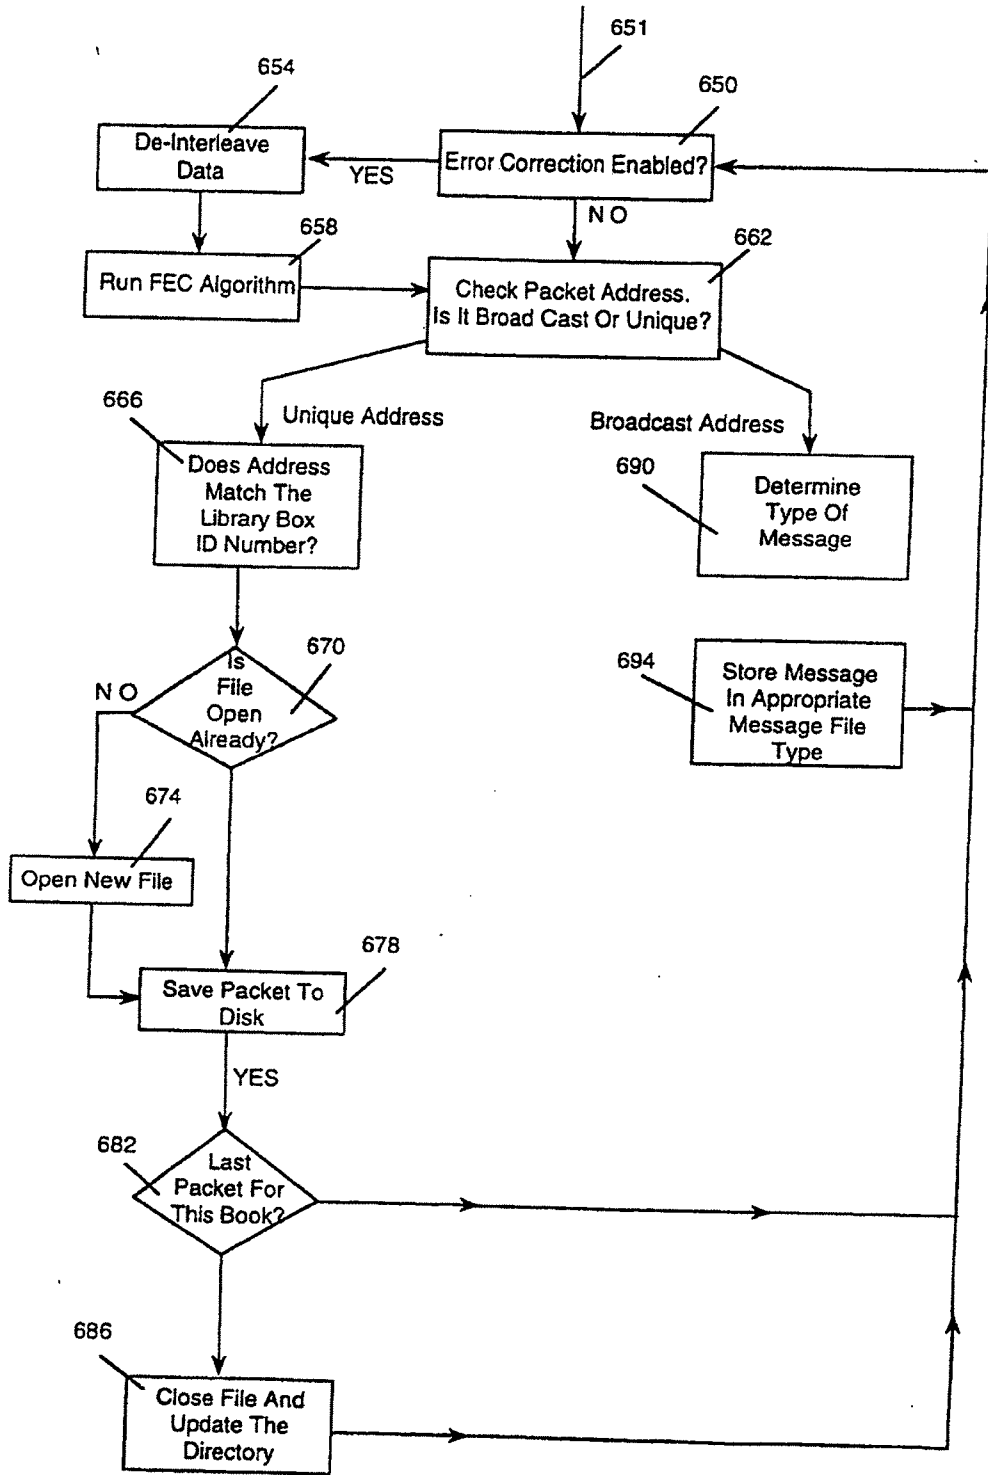 651
654
650
De-Interleave
Data
Error Correction Enabled?
YES
N O
658
662
Run FEC Algorithm
Check Packet Address.
Is It Broad Cast Or Unique?
666
Unique Address
Broadcast Address
Does Address
Match The
Library Box
ID Number?
690
Determine
Type Of
Message
670
N O
Is
File
Open
Already?
694
Store Message
In Appropriate
Message File
Type
674
Open New File
678
Save Packet To
Disk
YES
682
Last
Packet For
This Book?
686
Close File And
Update The
Directory